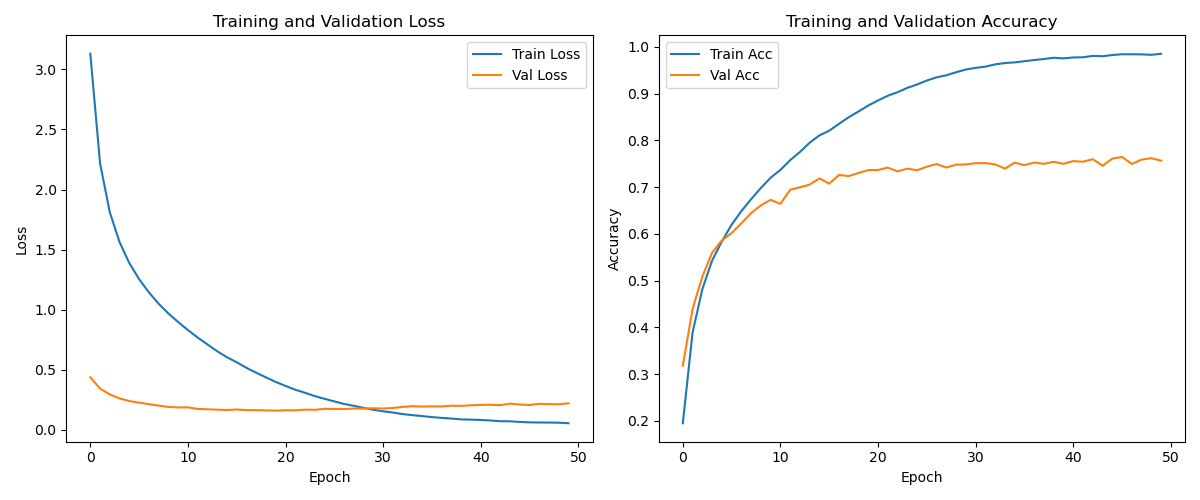 Training and Validation Loss
Train Loss
Val Loss
3.0
2.5
2.0
1.5
1.0
0.5
0.0
Loss
0 10 20 30 40 50
Epoch
Training and Validation Accuracy
Train Acc
Val Acc
1.0
0.9
0.8
0.7
0.6
0.5
0.4
0.3
0.2
Accuracy
0 10 20 30 40 50
Epoch